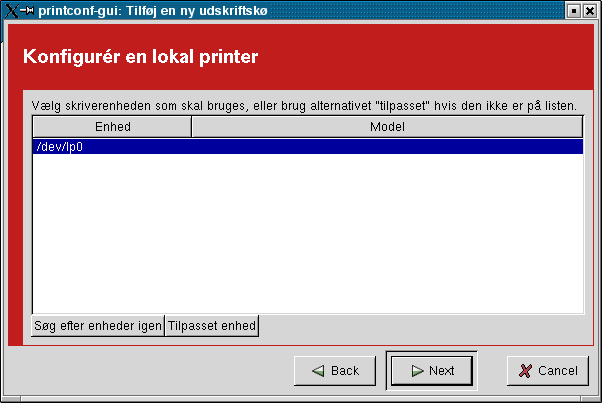 printconf-gui: Tilføj en ny udskriftskø
Konfigurér en lokal printer
Vælg skriverenheden som skal bruges, eller brug alternativet "tilpasset" hvis den ikke er på listen.
Enhed Model
/dev/lp0
Søg efter enheder igen Tilpasset enhed
Back Next Cancel